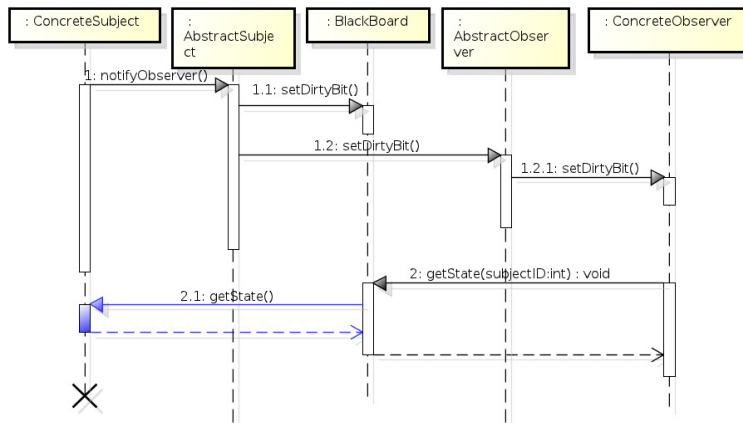 : ConcreteSubject
:
AbstractSubje
ct
: BlackBoard
:
AbstractObser
ver
: ConcreteObserver
1: notifyObserver()
1.1: setDirtyBit()
1.2: setDirtyBit()
1.2.1: setDirtyBit()
2: getState(subjectID:int) : void
2.1: getState()